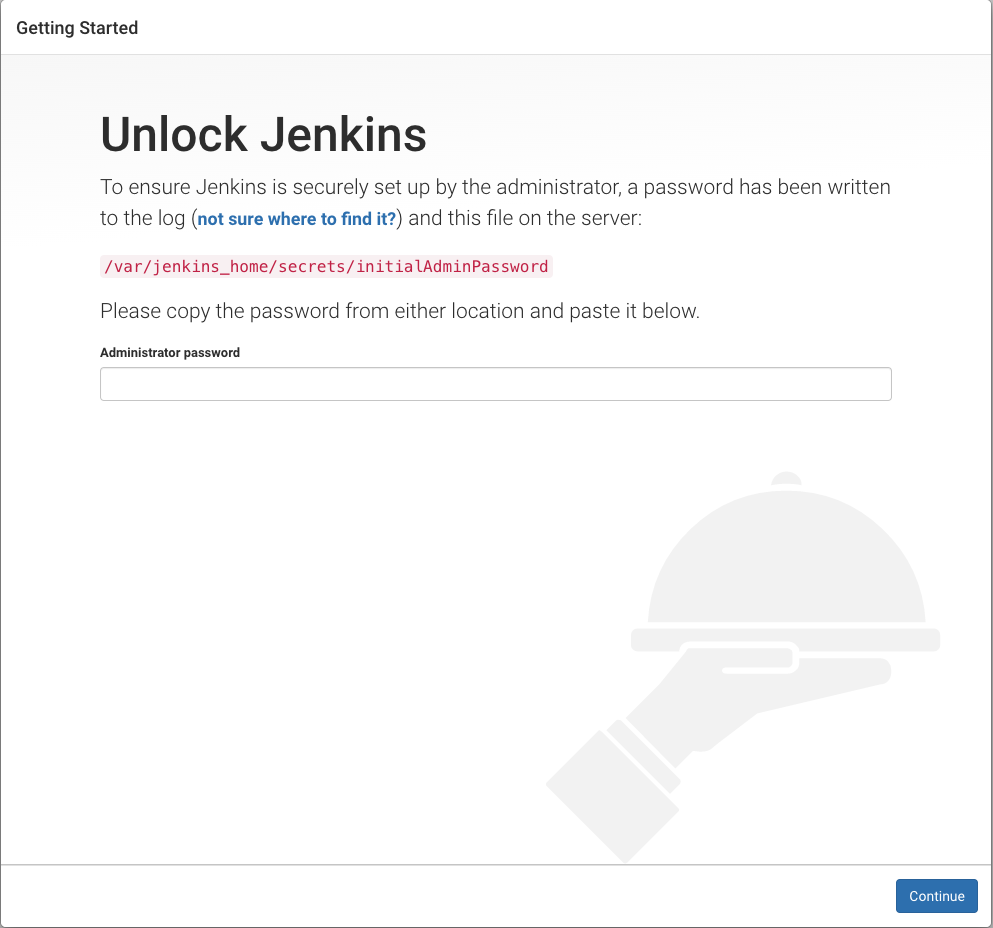 Getting Started
Unlock Jenkins
To ensure Jenkins is securely set up by the administrator, a password has been written
to the log (not sure where to find it?) and this file on the server:
/var/jenkins_home/secrets/initialAdminPassword
Please copy the password from either location and paste it below.
Administrator password
Continue